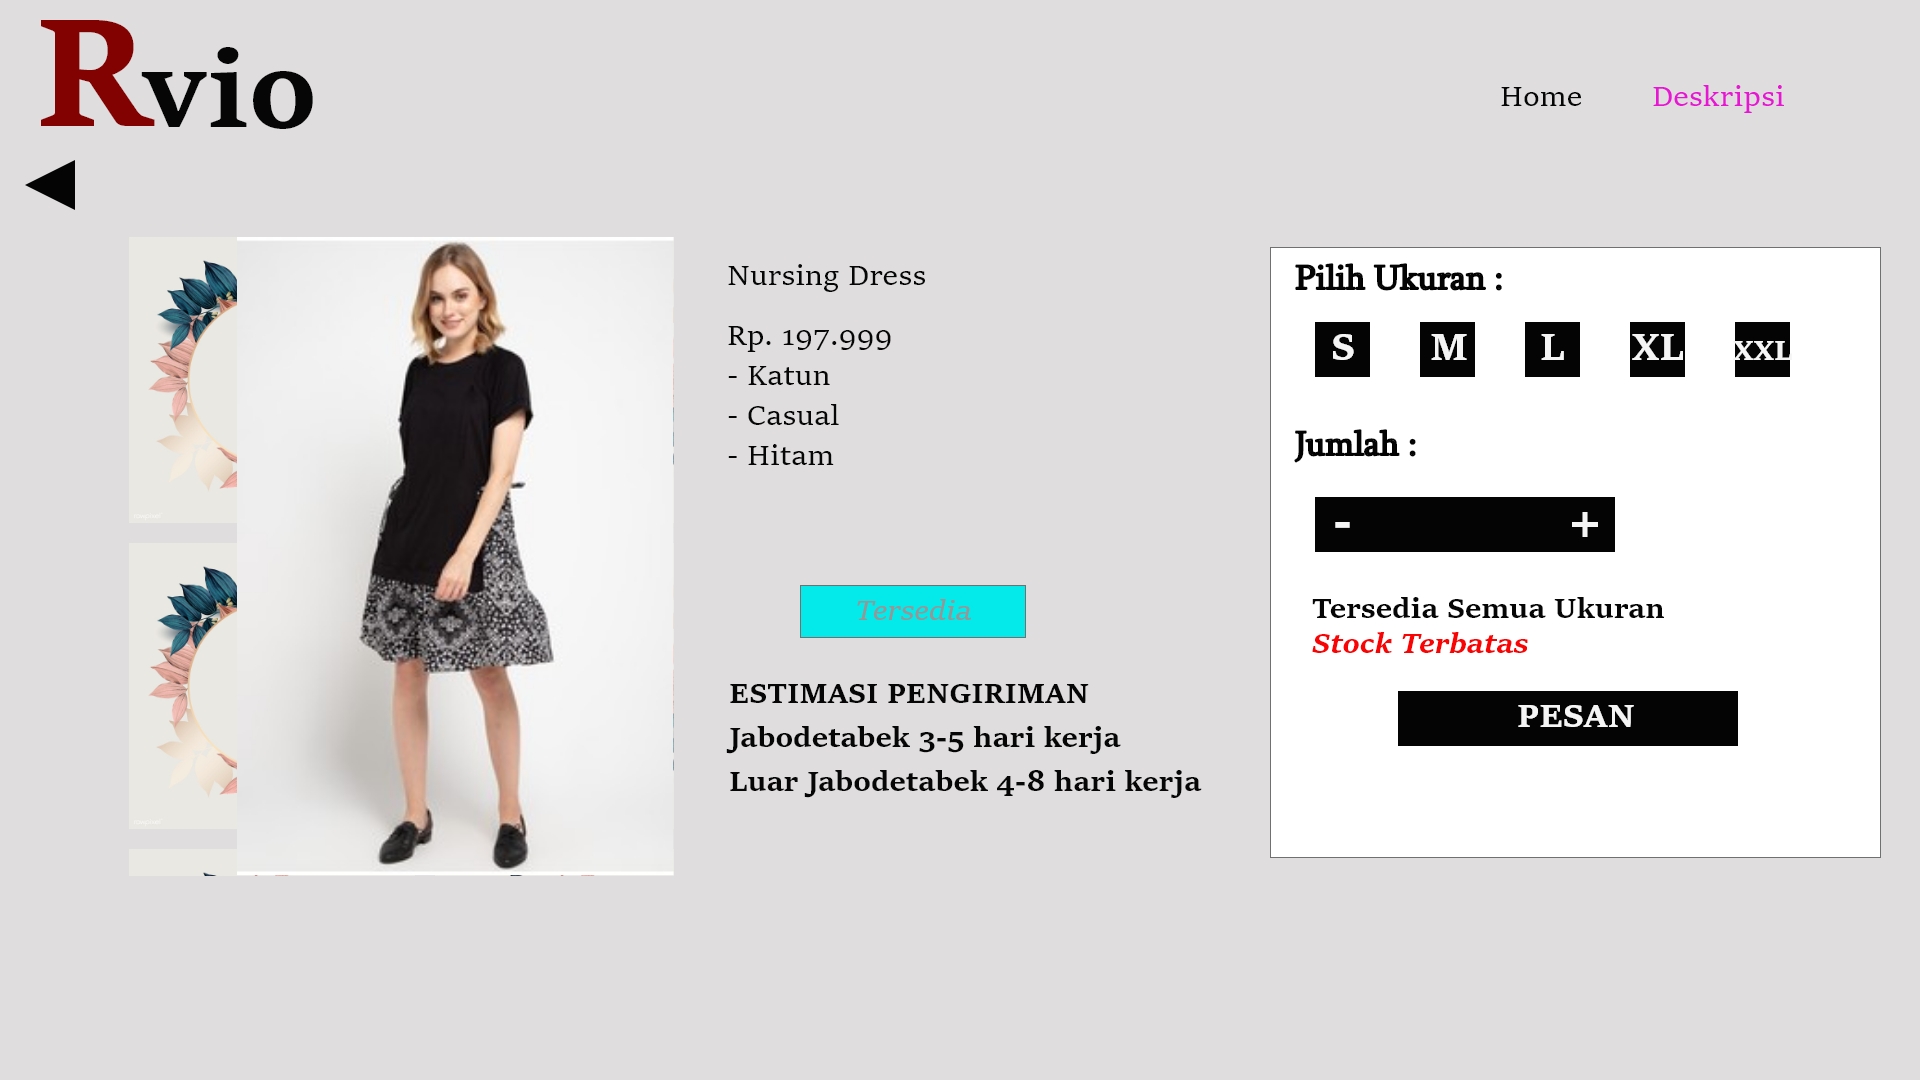 Rvio
Home
Deskripsi
Nursing Dress
Rp. 197.999
- Katun
- Casual
- Hitam
Tersedia
ESTIMASI PENGIRIMAN
Jabodetabek 3-5 hari kerja
Luar Jabodetabek 4-8 hari kerja
Pilih Ukuran :
S M L XL XXL
Jumlah :
- +
Tersedia Semua Ukuran
Stock Terbatas
PESAN